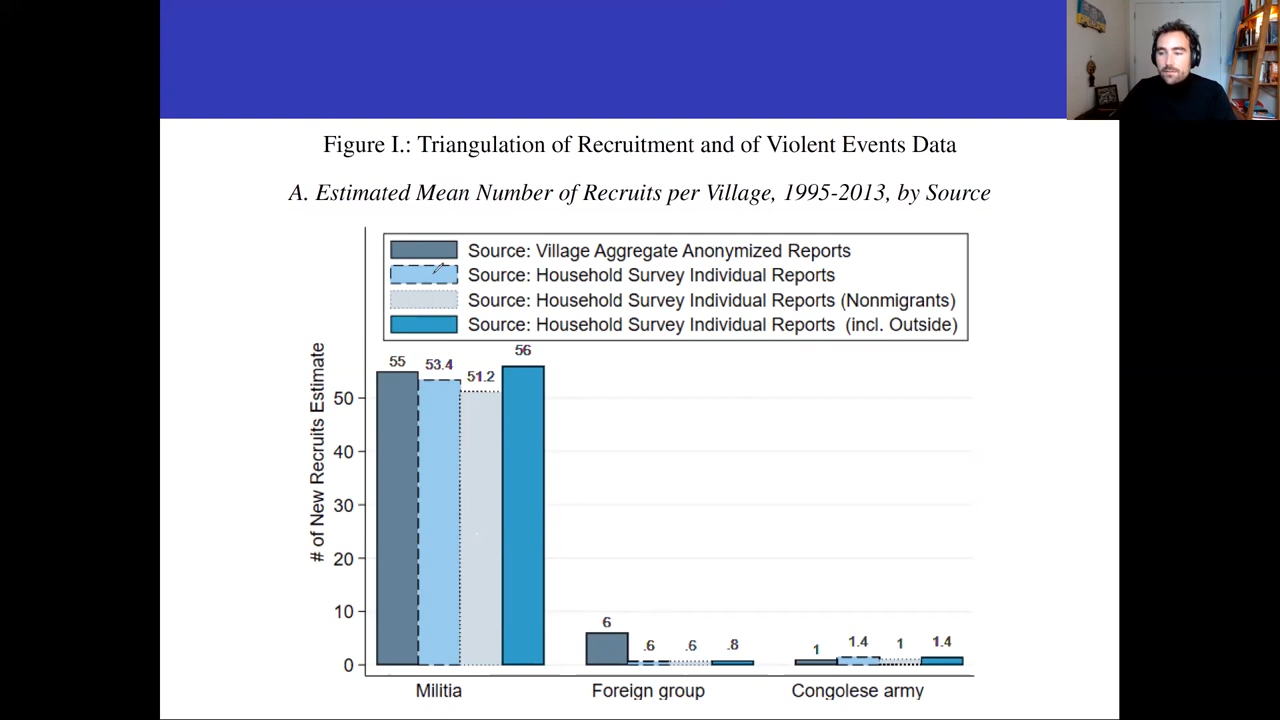 Figure I.: Triangulation of Recruitment and of Violent Events Data
A. Estimated Mean Number of Recruits per Village, 1995-2013, by Source
Source: Village Aggregate Anonymized Reports
Source: Household Survey Individual Reports
Source: Household Survey Individual Reports (Nonmigrants)
Source: Household Survey Individual Reports (incl. Outside)
# of New Recruits Estimate
50
40
30
20
10
0
55
53.4
51.2
56
6
.6
.6
.8
1
1.4
1
1.4
Militia
Foreign group
Congolese army